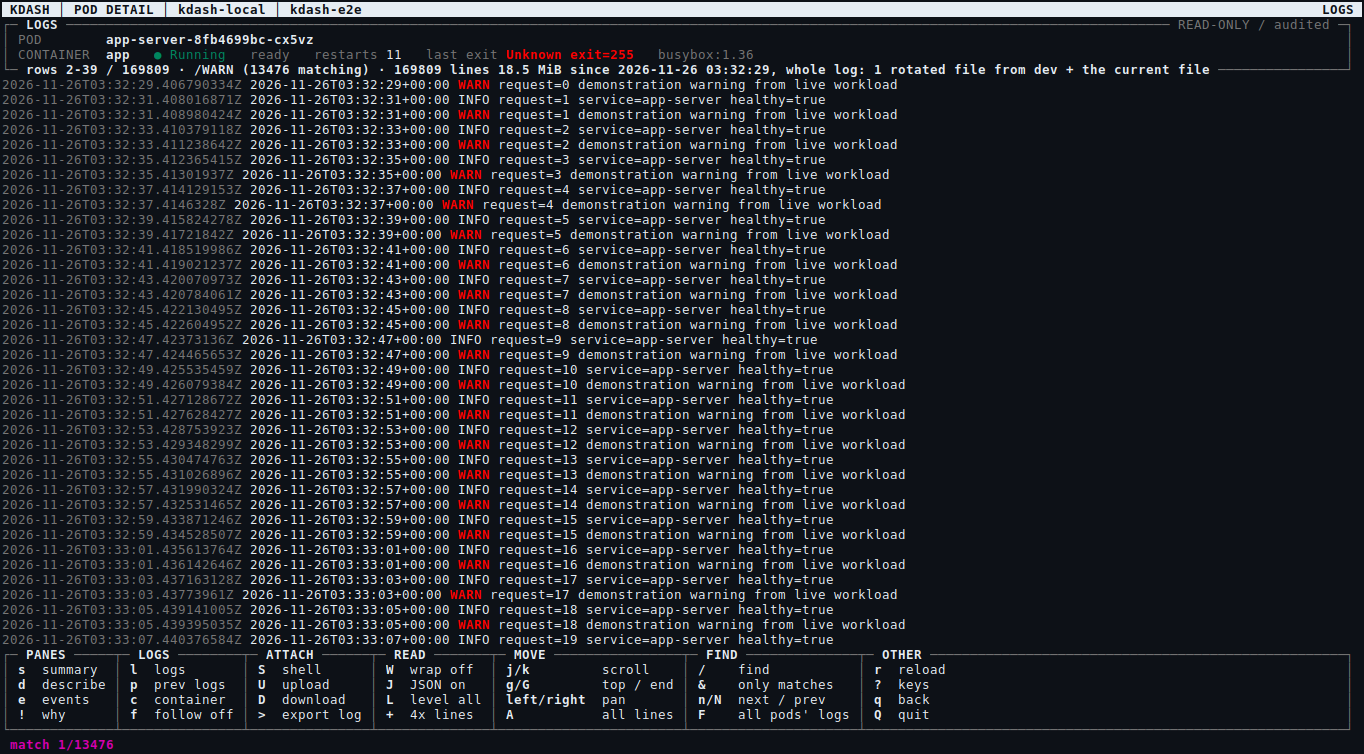 KDASH │ POD DETAIL │ kdash-local │ kdash-e2e LOGS
LOGS READ-ONLY / audited
POD app-server-8fb4699bc-cx5vz
CONTAINER app ● Running ready restarts 11 last exit Unknown exit=255 busybox:1.36
rows 2-39 / 169809 · /WARN (13476 matching) · 169809 lines 18.5 MiB since 2026-11-26 03:32:29, whole log: 1 rotated file from dev + the current file
2026-11-26T03:32:29.406790334Z 2026-11-26T03:32:29+00:00 WARN request=0 demonstration warning from live workload
2026-11-26T03:32:31.408016871Z 2026-11-26T03:32:31+00:00 INFO request=1 service=app-server healthy=true
2026-11-26T03:32:31.408980424Z 2026-11-26T03:32:31+00:00 WARN request=1 demonstration warning from live workload
2026-11-26T03:32:33.410379118Z 2026-11-26T03:32:33+00:00 INFO request=2 service=app-server healthy=true
2026-11-26T03:32:33.411238642Z 2026-11-26T03:32:33+00:00 WARN request=2 demonstration warning from live workload
2026-11-26T03:32:35.412365415Z 2026-11-26T03:32:35+00:00 INFO request=3 service=app-server healthy=true
2026-11-26T03:32:35.41301937Z 2026-11-26T03:32:35+00:00 WARN request=3 demonstration warning from live workload
2026-11-26T03:32:37.414129153Z 2026-11-26T03:32:37+00:00 INFO request=4 service=app-server healthy=true
2026-11-26T03:32:37.4146328Z 2026-11-26T03:32:37+00:00 WARN request=4 demonstration warning from live workload
2026-11-26T03:32:39.415824278Z 2026-11-26T03:32:39+00:00 INFO request=5 service=app-server healthy=true
2026-11-26T03:32:39.41721842Z 2026-11-26T03:32:39+00:00 WARN request=5 demonstration warning from live workload
2026-11-26T03:32:41.418519986Z 2026-11-26T03:32:41+00:00 INFO request=6 service=app-server healthy=true
2026-11-26T03:32:41.419021237Z 2026-11-26T03:32:41+00:00 WARN request=6 demonstration warning from live workload
2026-11-26T03:32:43.420070973Z 2026-11-26T03:32:43+00:00 INFO request=7 service=app-server healthy=true
2026-11-26T03:32:43.420784061Z 2026-11-26T03:32:43+00:00 WARN request=7 demonstration warning from live workload
2026-11-26T03:32:45.422130495Z 2026-11-26T03:32:45+00:00 INFO request=8 service=app-server healthy=true
2026-11-26T03:32:45.422604952Z 2026-11-26T03:32:45+00:00 WARN request=8 demonstration warning from live workload
2026-11-26T03:32:47.42373136Z 2026-11-26T03:32:47+00:00 INFO request=9 service=app-server healthy=true
2026-11-26T03:32:47.424465653Z 2026-11-26T03:32:47+00:00 WARN request=9 demonstration warning from live workload
2026-11-26T03:32:49.425535459Z 2026-11-26T03:32:49+00:00 INFO request=10 service=app-server healthy=true
2026-11-26T03:32:49.426079384Z 2026-11-26T03:32:49+00:00 WARN request=10 demonstration warning from live workload
2026-11-26T03:32:51.427128672Z 2026-11-26T03:32:51+00:00 INFO request=11 service=app-server healthy=true
2026-11-26T03:32:51.427628427Z 2026-11-26T03:32:51+00:00 WARN request=11 demonstration warning from live workload
2026-11-26T03:32:53.428753923Z 2026-11-26T03:32:53+00:00 INFO request=12 service=app-server healthy=true
2026-11-26T03:32:53.429348299Z 2026-11-26T03:32:53+00:00 WARN request=12 demonstration warning from live workload
2026-11-26T03:32:55.430474763Z 2026-11-26T03:32:55+00:00 INFO request=13 service=app-server healthy=true
2026-11-26T03:32:55.431026896Z 2026-11-26T03:32:55+00:00 WARN request=13 demonstration warning from live workload
2026-11-26T03:32:57.431990324Z 2026-11-26T03:32:57+00:00 INFO request=14 service=app-server healthy=true
2026-11-26T03:32:57.432531465Z 2026-11-26T03:32:57+00:00 WARN request=14 demonstration warning from live workload
2026-11-26T03:32:59.433871246Z 2026-11-26T03:32:59+00:00 INFO request=15 service=app-server healthy=true
2026-11-26T03:32:59.434528507Z 2026-11-26T03:32:59+00:00 WARN request=15 demonstration warning from live workload
2026-11-26T03:33:01.435613764Z 2026-11-26T03:33:01+00:00 INFO request=16 service=app-server healthy=true
2026-11-26T03:33:01.436142646Z 2026-11-26T03:33:01+00:00 WARN request=16 demonstration warning from live workload
2026-11-26T03:33:03.437163128Z 2026-11-26T03:33:03+00:00 INFO request=17 service=app-server healthy=true
2026-11-26T03:33:03.43773961Z 2026-11-26T03:33:03+00:00 WARN request=17 demonstration warning from live workload
2026-11-26T03:33:05.439141005Z 2026-11-26T03:33:05+00:00 INFO request=18 service=app-server healthy=true
2026-11-26T03:33:05.439395035Z 2026-11-26T03:33:05+00:00 WARN request=18 demonstration warning from live workload
2026-11-26T03:33:07.440376584Z 2026-11-26T03:33:07+00:00 INFO request=19 service=app-server healthy=true
PANES LOGS ATTACH READ MOVE FIND OTHER
s summary l logs S shell W wrap off j/k scroll / find r reload
d describe p prev logs U upload J JSON on g/G top / end & only matches ? keys
e events c container D download L level all left/right pan n/N next / prev q back
! why f follow off > export log + 4x lines A all lines F all pods' logs Q quit
match 1/13476